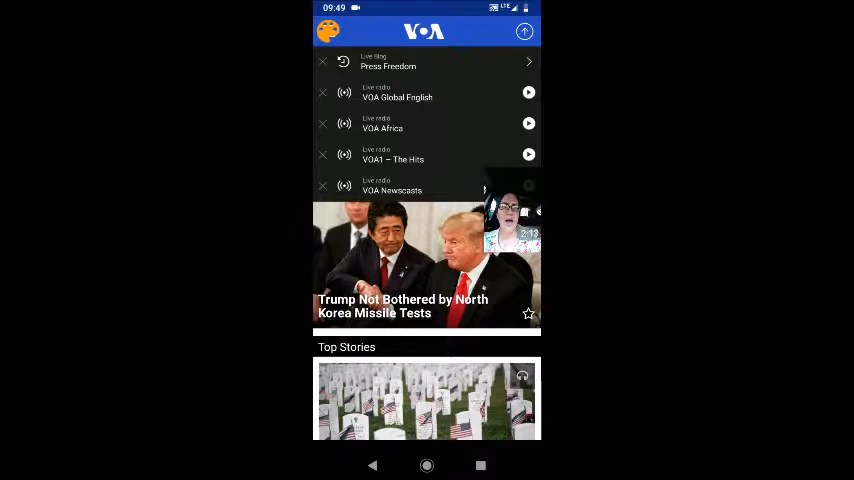 09:49
LTE
VOA
Live Blog
Press Freedom
Live radio
VOA Global English
Live radio
VOA Africa
Live radio
VOA1 – The Hits
Live radio
VOA Newscasts
2:13
Trump Not Bothered by North
Korea Missile Tests
Top Stories